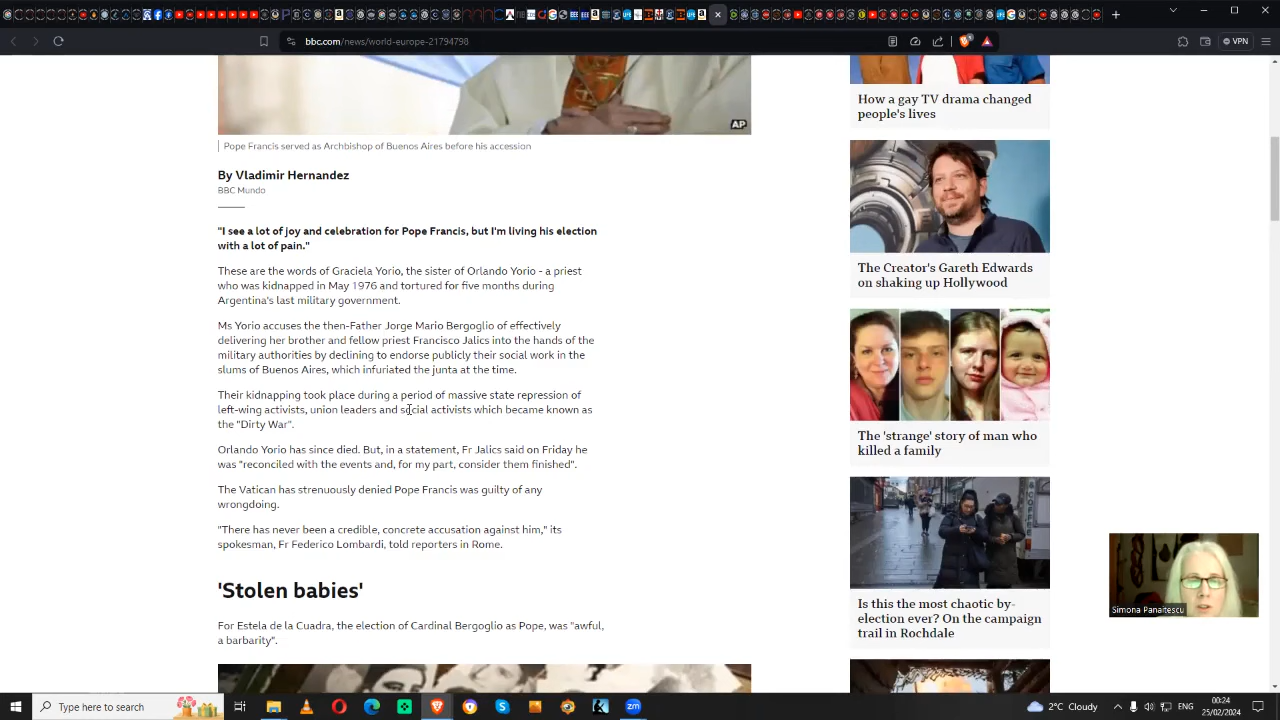 bbc.com/news/world-europe-21794798
VPN
AP
Pope Francis served as Archbishop of Buenos Aires before his accession
By Vladimir Hernandez
BBC Mundo
"I see a lot of joy and celebration for Pope Francis, but I'm living his election
with a lot of pain."
These are the words of Graciela Yorio, the sister of Orlando Yorio - a priest
who was kidnapped in May 1976 and tortured for five months during
Argentina's last military government.
Ms Yorio accuses the then-Father Jorge Mario Bergoglio of effectively
delivering her brother and fellow priest Francisco Jalics into the hands of the
military authorities by declining to endorse publicly their social work in the
slums of Buenos Aires, which infuriated the junta at the time.
Their kidnapping took place during a period of massive state repression of
left-wing activists, union leaders and social activists which became known as
the "Dirty War".
Orlando Yorio has since died. But, in a statement, Fr Jalics said on Friday he
was "reconciled with the events and, for my part, consider them finished".
The Vatican has strenuously denied Pope Francis was guilty of any
wrongdoing.
"There has never been a credible, concrete accusation against him," its
spokesman, Fr Federico Lombardi, told reporters in Rome.
'Stolen babies'
For Estela de la Cuadra, the election of Cardinal Bergoglio as Pope, was "awful,
a barbarity".
How a gay TV drama changed
people's lives
The Creator's Gareth Edwards
on shaking up Hollywood
The 'strange' story of man who
killed a family
Is this the most chaotic by-
election ever? On the campaign
trail in Rochdale
Simona Panaitescu
Type here to search
zm
2°C Cloudy
ENG
00:24
25/02/2024